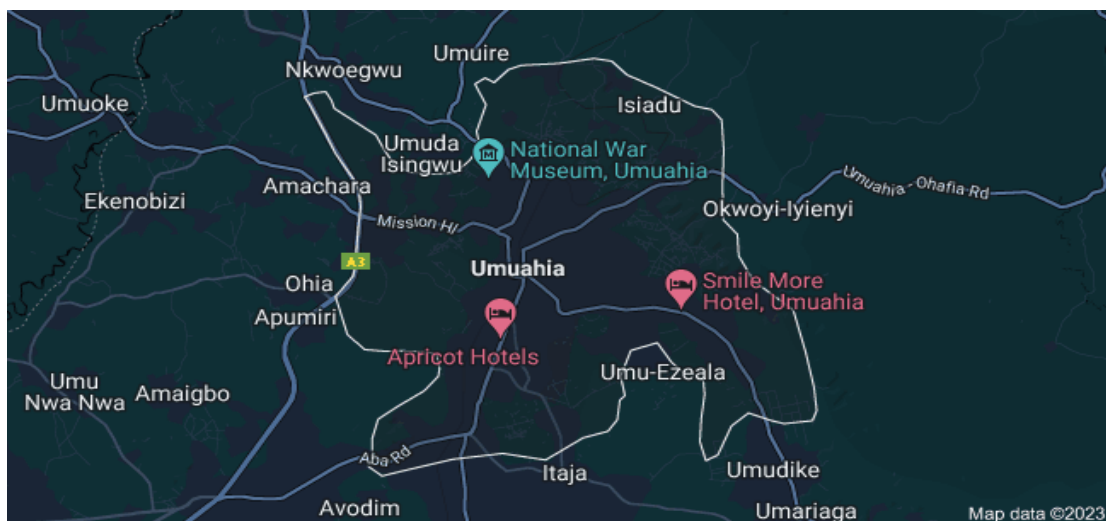 Umuire
Nkwoegwu
Umuoke
Isiadu
Umuda
Isingwu
National War
Museum, Umuahia
Amachara
Ekenobizi
Umuahia - Ohafia Rd
Okwoyi-Iyienyi
Mission Hl
A3
Umuahia
Ohia
Smile More
Hotel, Umuahia
Apumiri
Apricot Hotels
Umu
Nwa Nwa
Amaigbo
Umu-Ezeala
Aba Rd
Itaja
Umudike
Avodim
Umariaga
Map data ©2023